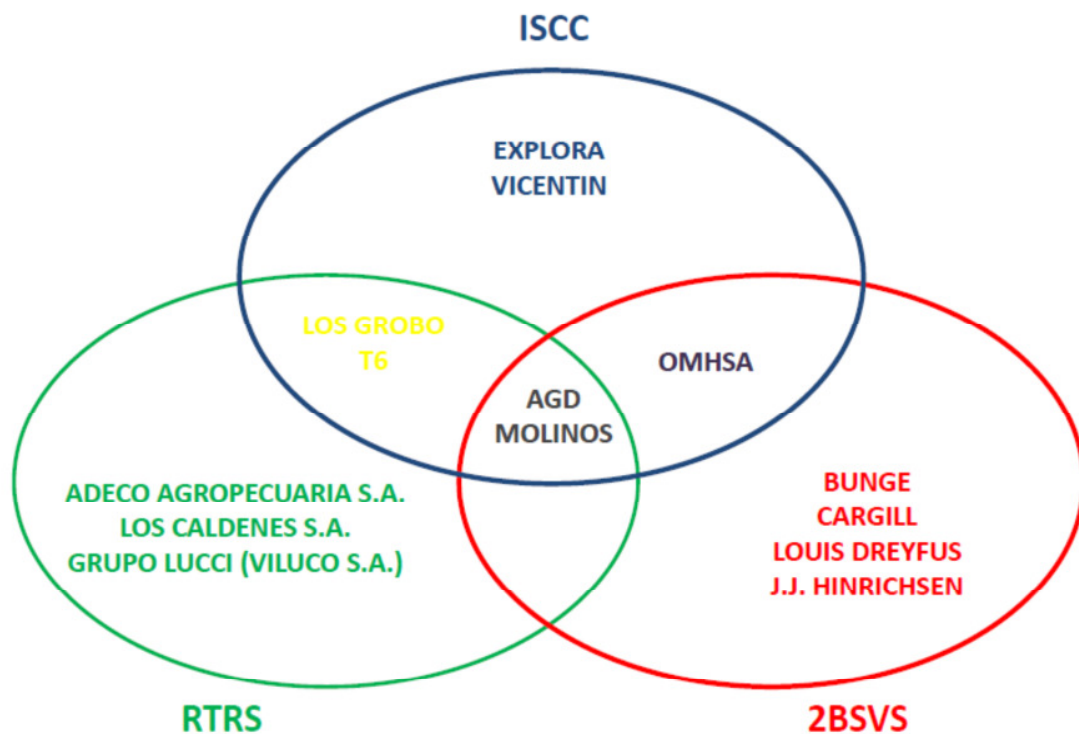 ISCC
EXPLORA
VICENTIN
LOS GROBO
T6
OMHSA
AGD
MOLINOS
ADECO AGROPECUARIA S.A.
LOS CALDENES S.A.
GRUPO LUCCI (VILUCO S.A.)
BUNGE
CARGILL
LOUIS DREYFUS
J.J. HINRICHSEN
RTRS
2BSVS